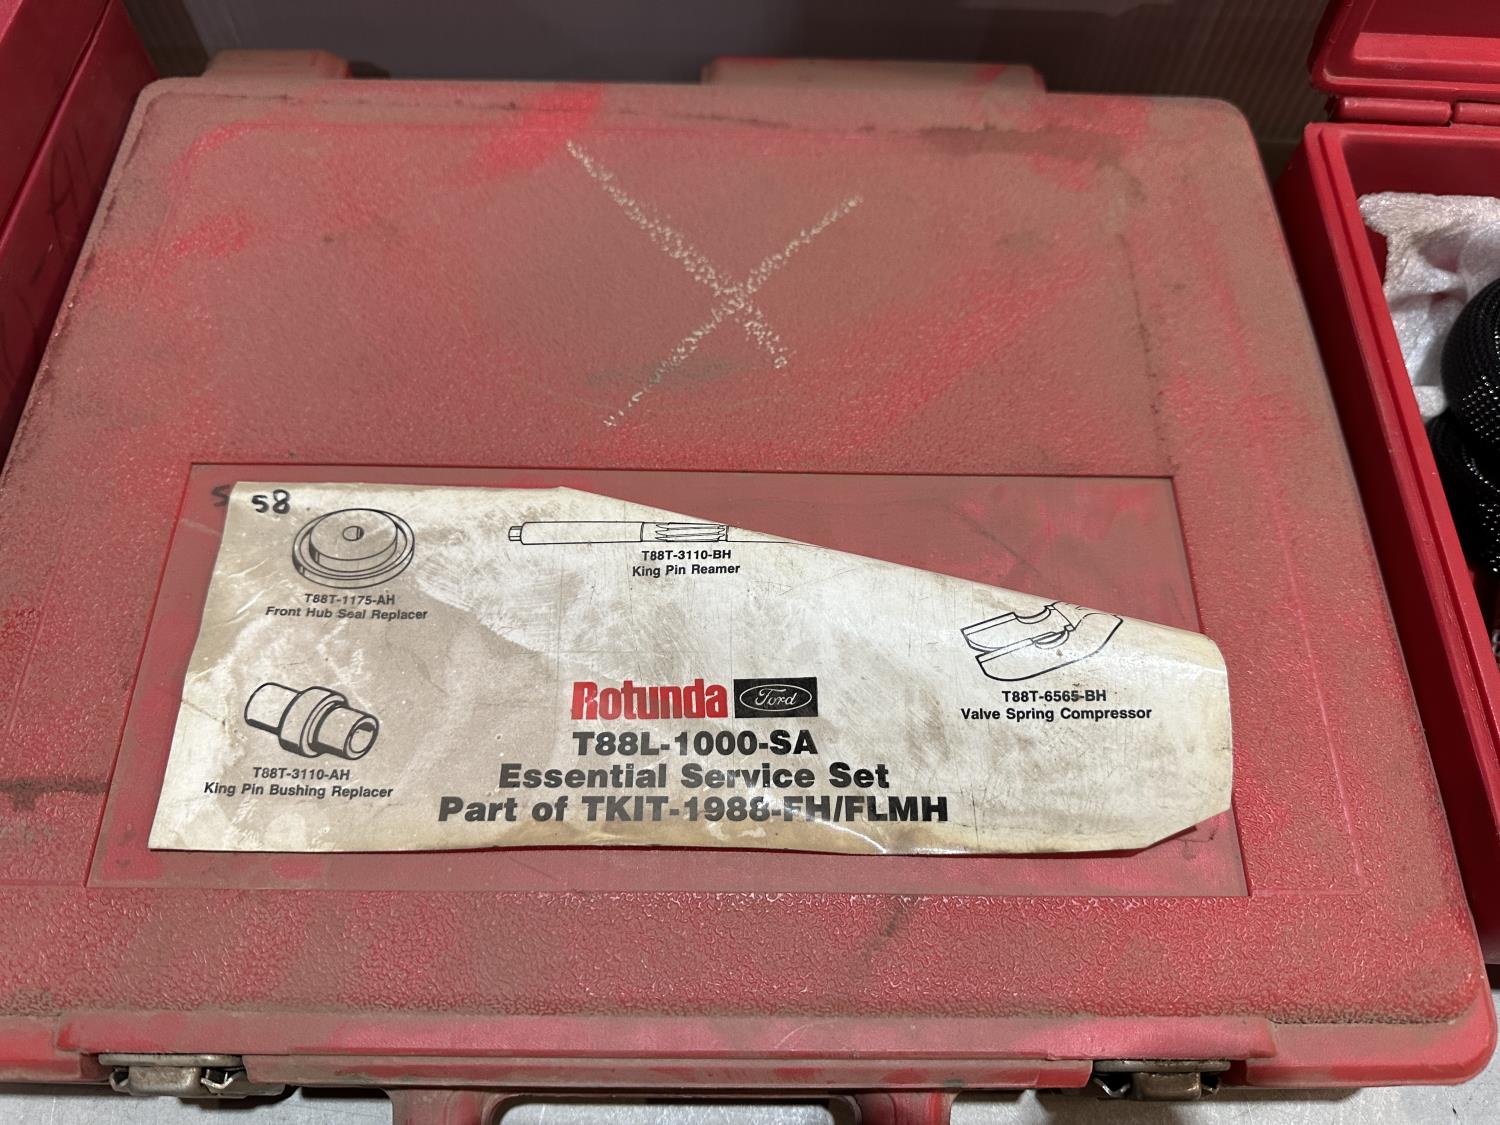 58
T88T-1175-AH
Front Hub Seal Replacer
T88T-3110-BH
King Pin Reamer
T88T-6565-BH
Valve Spring Compressor
T88T-3110-AH
King Pin Bushing Replacer
Rotunda Ford
T88L-1000-SA
Essential Service Set
Part of TKIT-1988-FH/FLMH